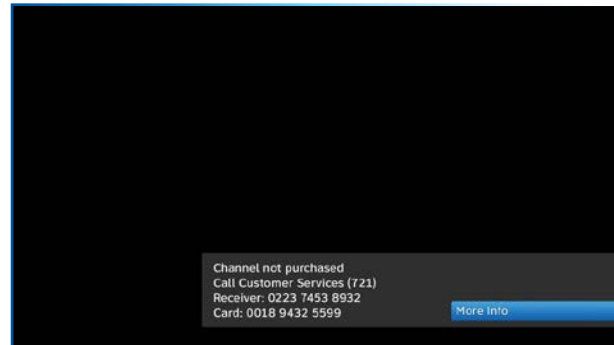 Channel not purchased
Call Customer Services (721)
Receiver: 0223 7453 8932
Card: 0018 9432 5599
More Info